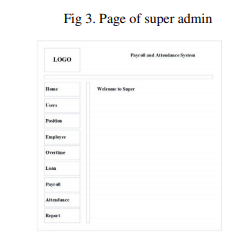 Fig 3. Page of super admin
LOGO
Payroll and Attendance System
Home
Welcome to Super
Users
Position
Employee
Overtime
Loan
Payroll
Attendance
Report